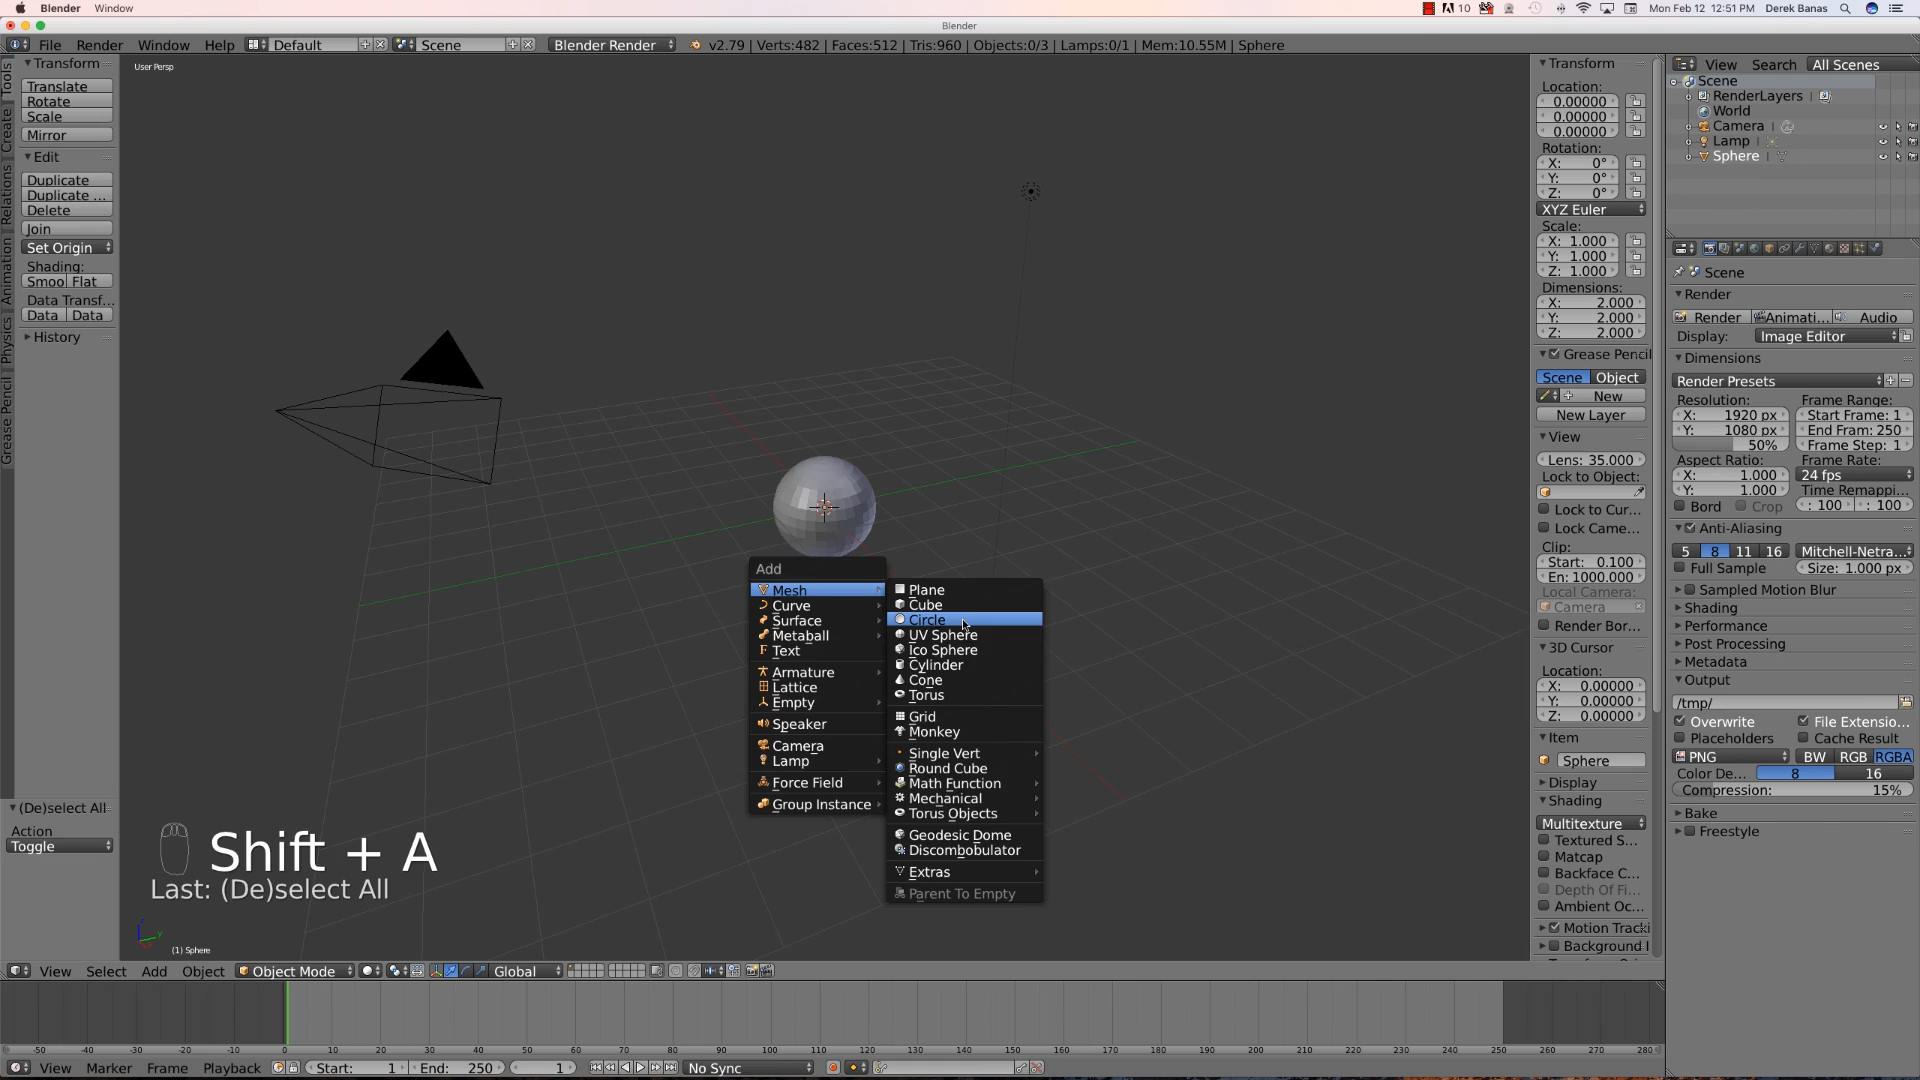 Blender Window 10 Mon Feb 12 12:51 PM Derek Banas
Blender
File Render Window Help Default Scene Blender Render v2.79 | Verts:482 | Faces:512 | Tris:960 | Objects:0/3 | Lamps:0/1 | Mem:10.55M | Sphere
Tools
Create
Relations
Animation
Physics
Grease Pencil
Transform
Translate
Rotate
Scale
Mirror
Edit
Duplicate
Duplicate ...
Delete
Join
Set Origin
Shading:
Smoo Flat
Data Transf...
Data Data
History
(De)select All
Action
Toggle
User Persp
Shift + A
Last: (De)select All
(1) Sphere
Add
Mesh
Curve
Surface
Metaball
Text
Armature
Lattice
Empty
Speaker
Camera
Lamp
Force Field
Group Instance
Plane
Cube
Circle
UV Sphere
Ico Sphere
Cylinder
Cone
Torus
Grid
Monkey
Single Vert
Round Cube
Math Function
Mechanical
Torus Objects
Geodesic Dome
Discombobulator
Extras
Parent To Empty
Transform
Location:
0.00000
0.00000
0.00000
Rotation:
X: 0°
Y: 0°
Z: 0°
XYZ Euler
Scale:
X: 1.000
Y: 1.000
Z: 1.000
Dimensions:
X: 2.000
Y: 2.000
Z: 2.000
Grease Pencil
Scene Object
New
New Layer
View
Lens: 35.000
Lock to Object:
Lock to Cur...
Lock Came...
Clip:
Start: 0.100
En: 1000.000
Local Camera:
Camera
Render Bor...
3D Cursor
Location:
X: 0.00000
Y: 0.00000
Z: 0.00000
Item
Sphere
Display
Shading
Multitexture
Textured S...
Matcap
Backface C...
Depth Of Fi...
Ambient Oc...
Motion Tracki
Background I
View Search All Scenes
Scene
RenderLayers
World
Camera
Lamp
Sphere
Scene
Render
Render Animati... Audio
Display: Image Editor
Dimensions
Render Presets
Resolution: Frame Range:
X: 1920 px Start Frame: 1
Y: 1080 px End Fram: 250
50% Frame Step: 1
Aspect Ratio: Frame Rate:
X: 1.000 24 fps
Y: 1.000 Time Remappi...
Bord Crop : 100 : 100
Anti-Aliasing
5 8 11 16 Mitchell-Netra...
Full Sample Size: 1.000 px
Sampled Motion Blur
Shading
Performance
Post Processing
Metadata
Output
/tmp/
Overwrite File Extensio...
Placeholders Cache Result
PNG BW RGB RGBA
Color De... 8 16
Compression: 15%
Bake
Freestyle
View Select Add Object Object Mode Global
-50 -40 -30 -20 -10 0 10 20 30 40 50 60 70 80 90 100 110 120 130 140 150 160 170 180 190 200 210 220 230 240 250 260 270 280
View Marker Frame Playback Start: 1 End: 250 1 No Sync